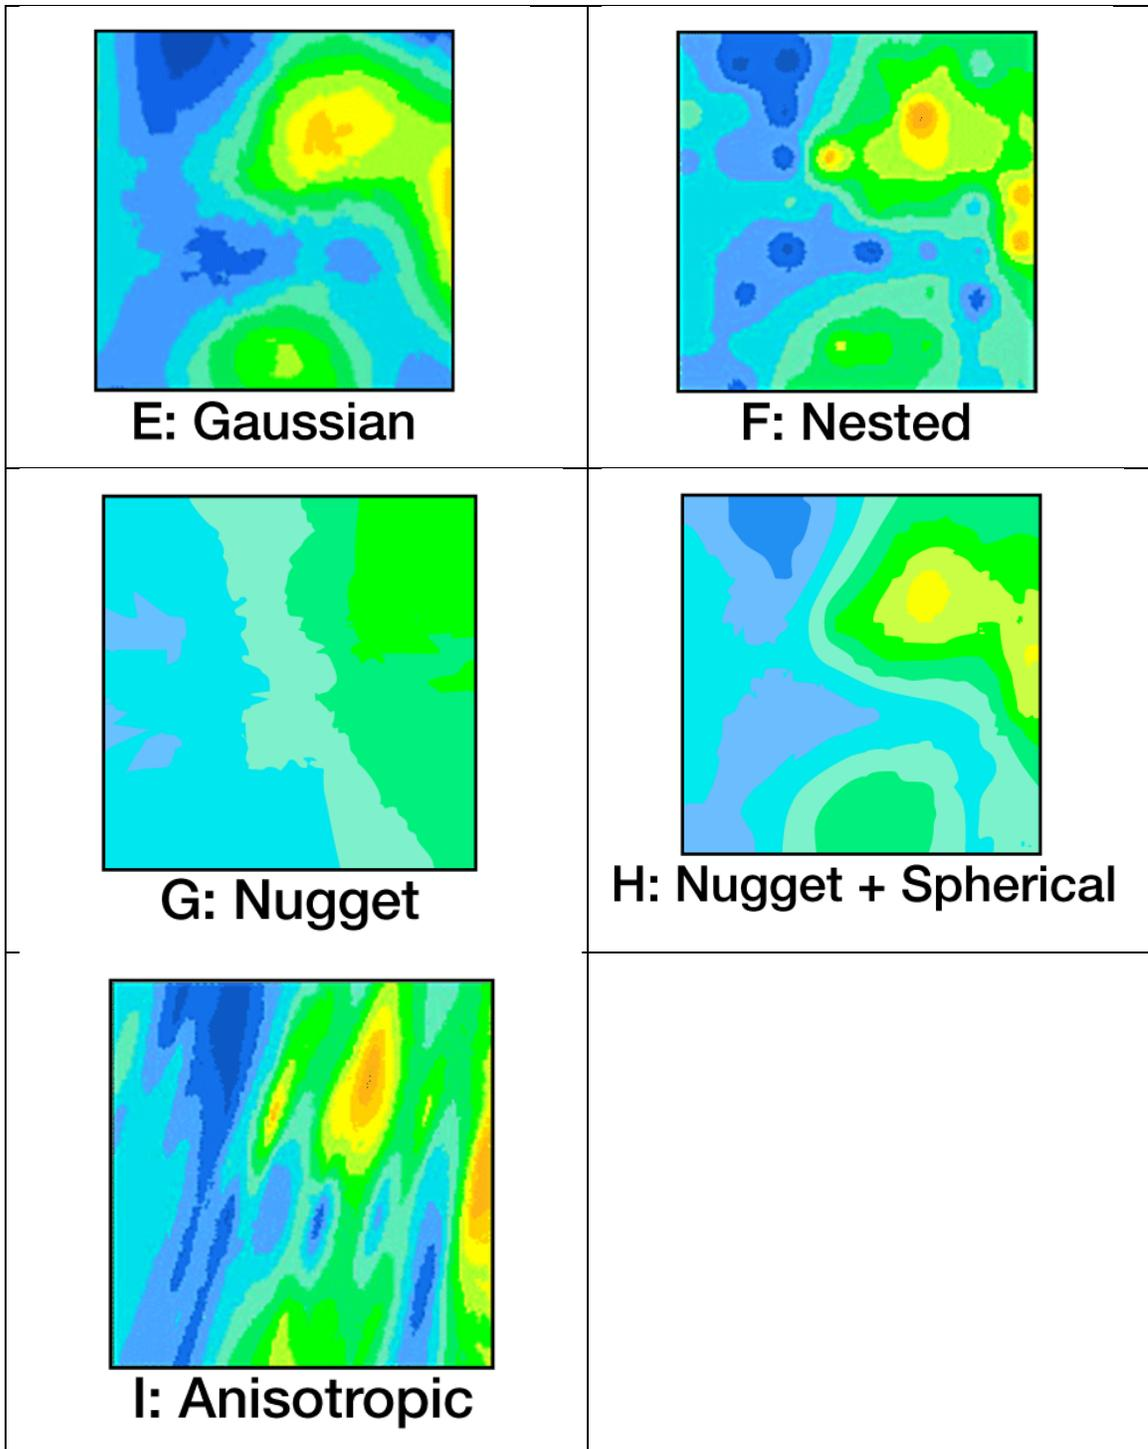 E: Gaussian
F: Nested
G: Nugget
H: Nugget + Spherical
I: Anisotropic